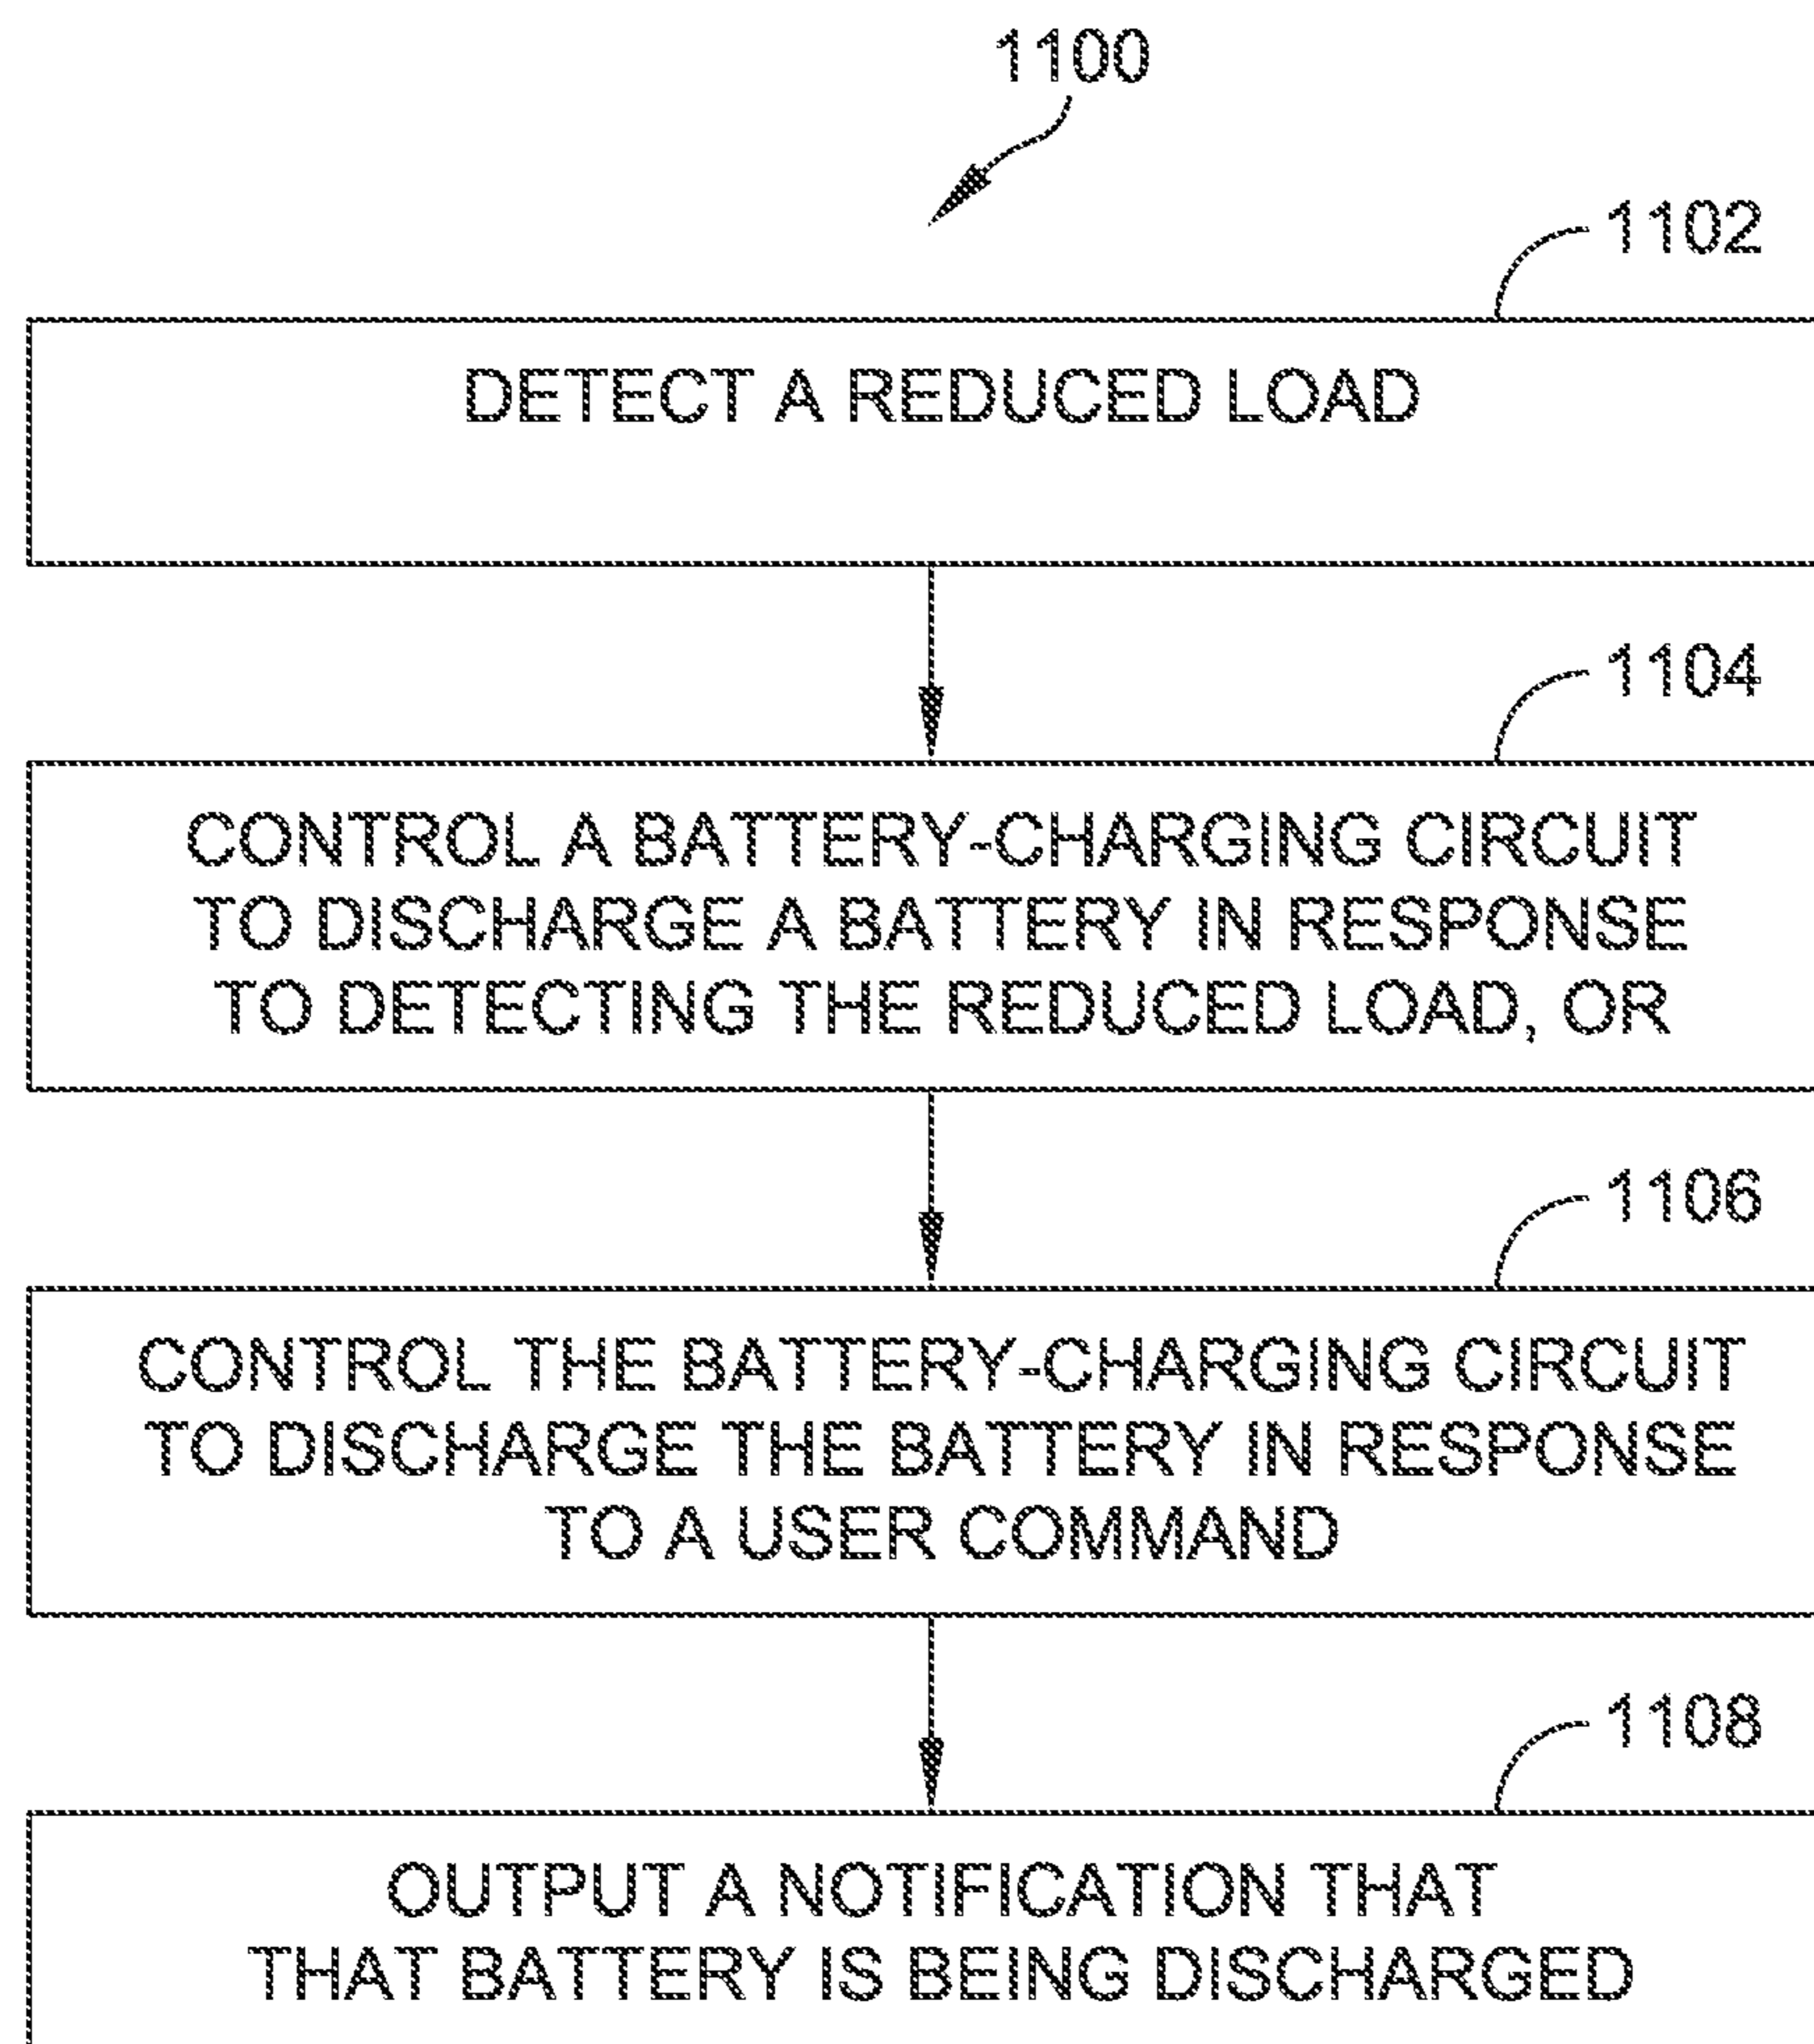 1100
1102
DETECT A REDUCED LOAD
1104
CONTROL A BATTERY-CHARGING CIRCUIT
TO DISCHARGE A BATTERY IN RESPONSE
TO DETECTING THE REDUCED LOAD, OR
1106
CONTROL THE BATTERY-CHARGING CIRCUIT
TO DISCHARGE THE BATTERY IN RESPONSE
TO A USER COMMAND
1108
OUTPUT A NOTIFICATION THAT
THAT BATTERY IS BEING DISCHARGED